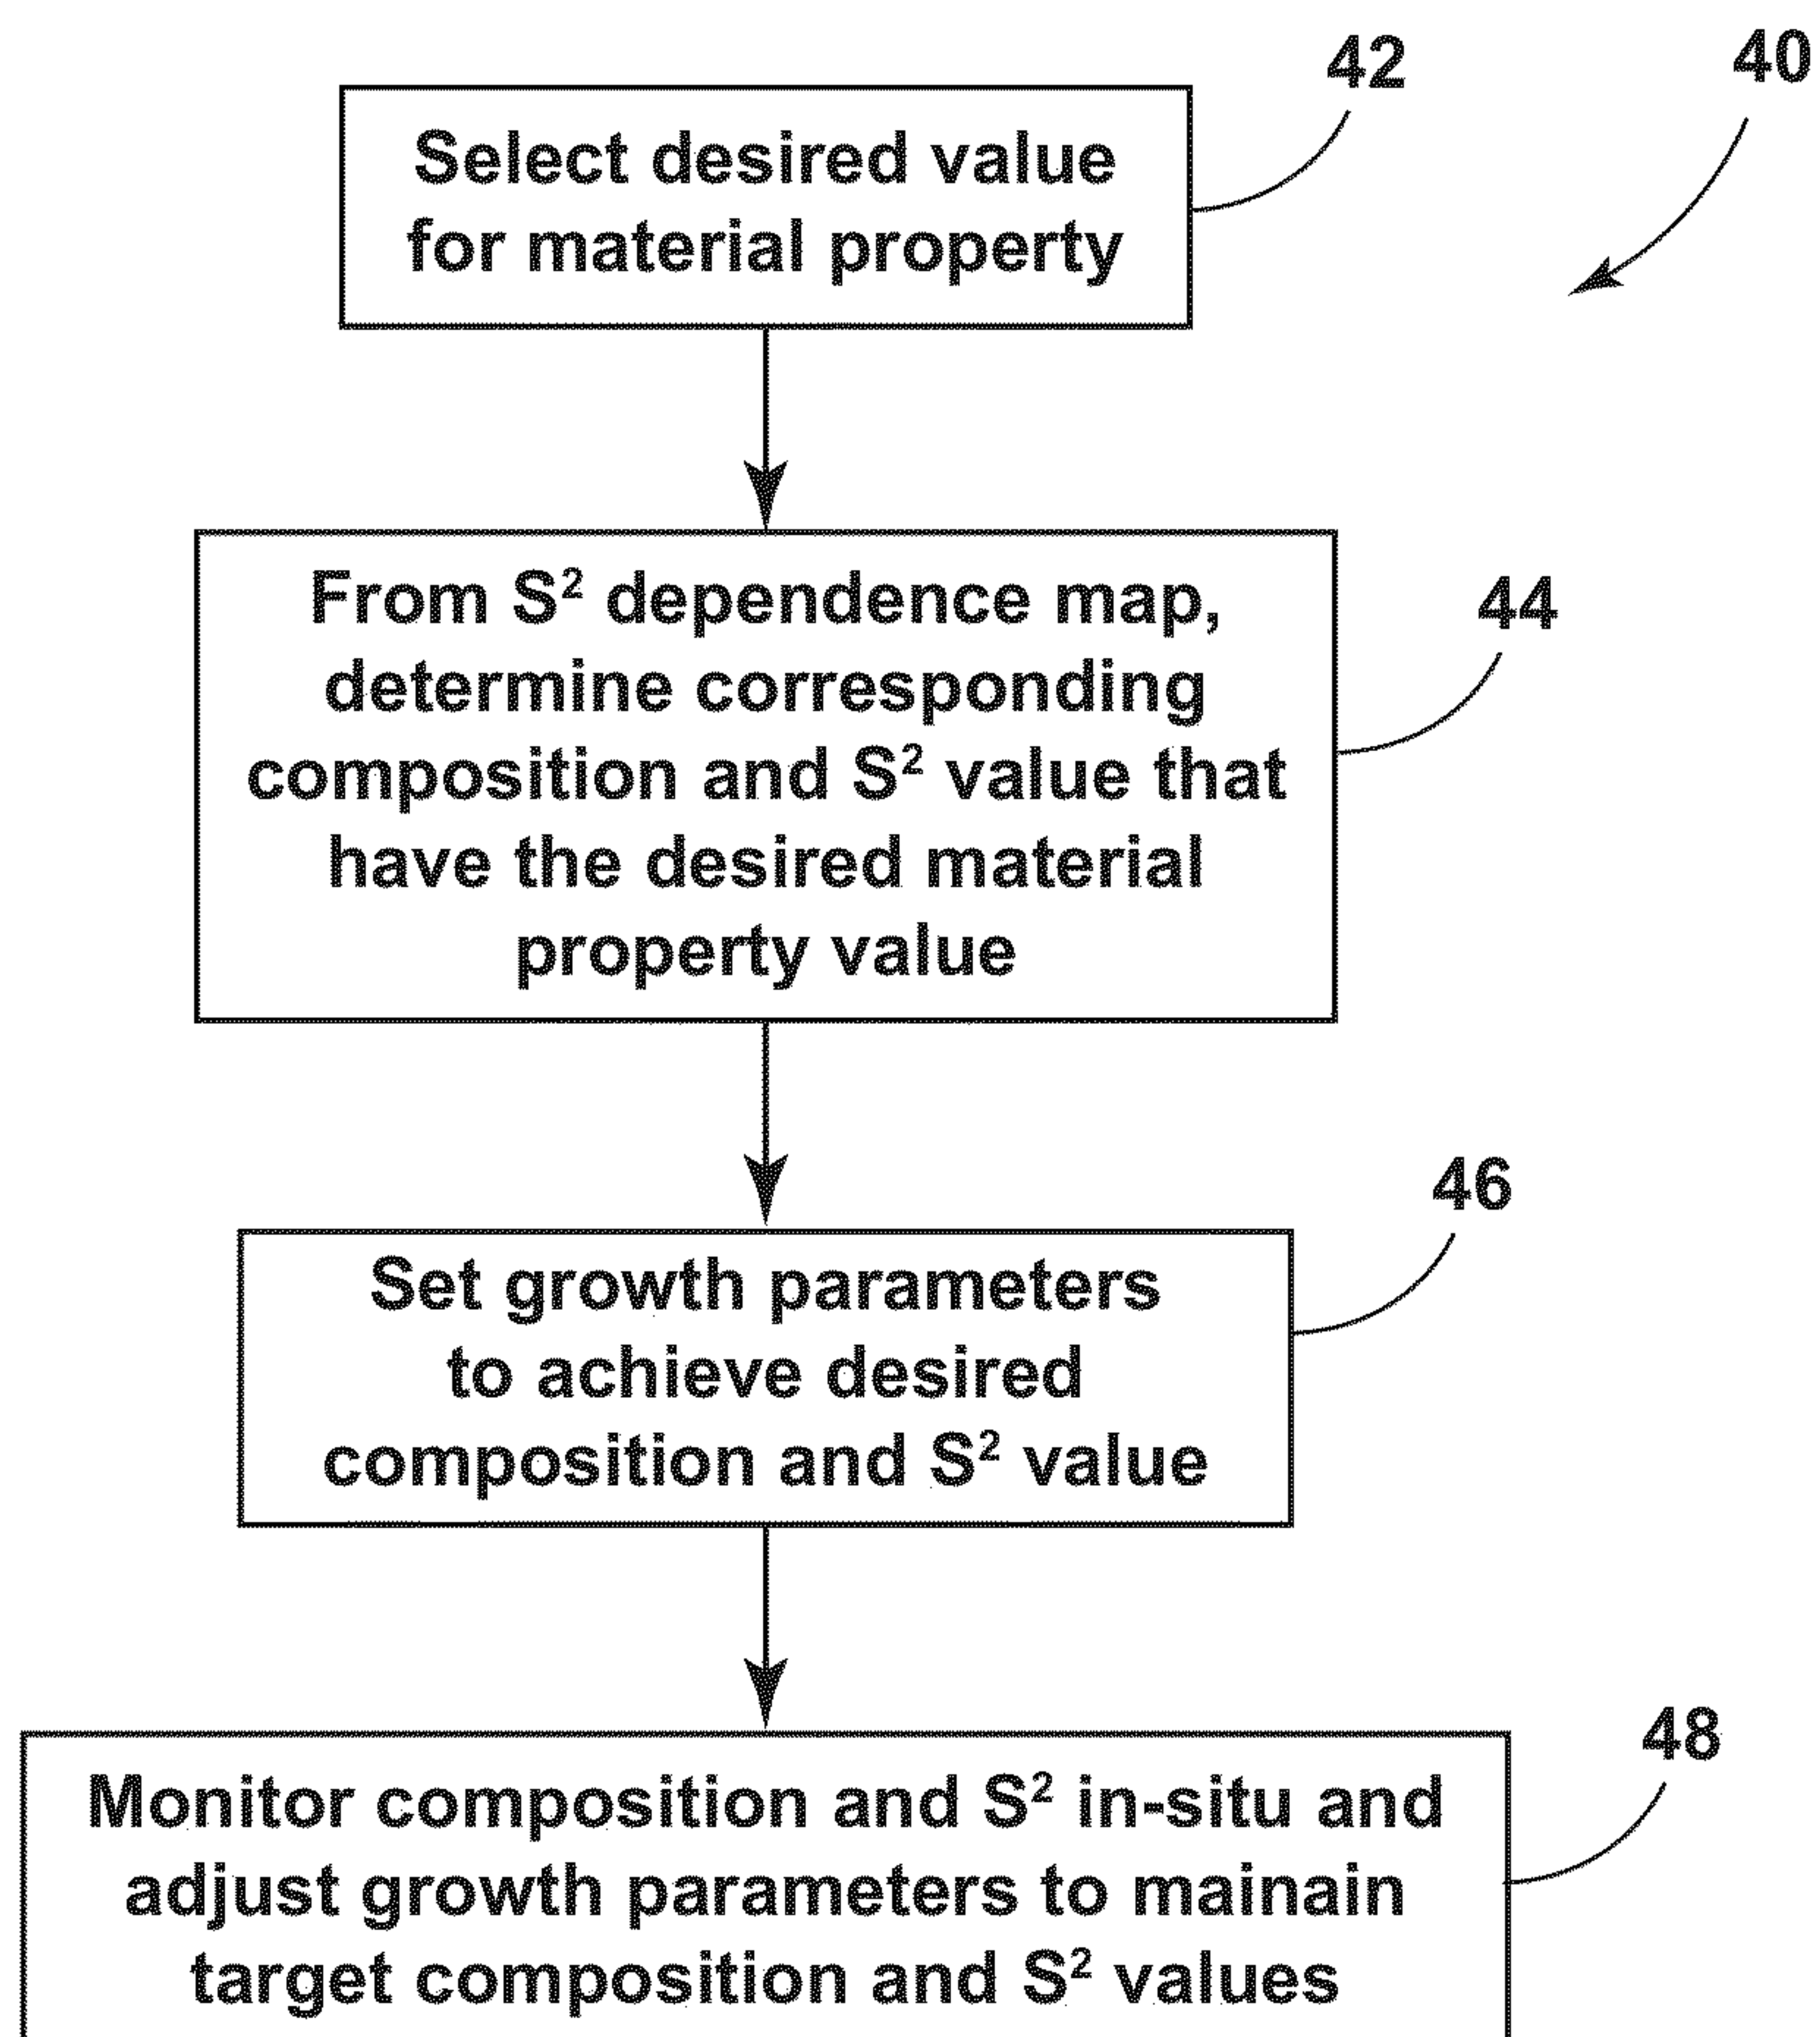 42
40
Select desired value
for material property
From S² dependence map,
determine corresponding
composition and S² value that
have the desired material
property value
44
46
Set growth parameters
to achieve desired
composition and S² value
48
Monitor composition and S² in-situ and
adjust growth parameters to mainain
target composition and S² values